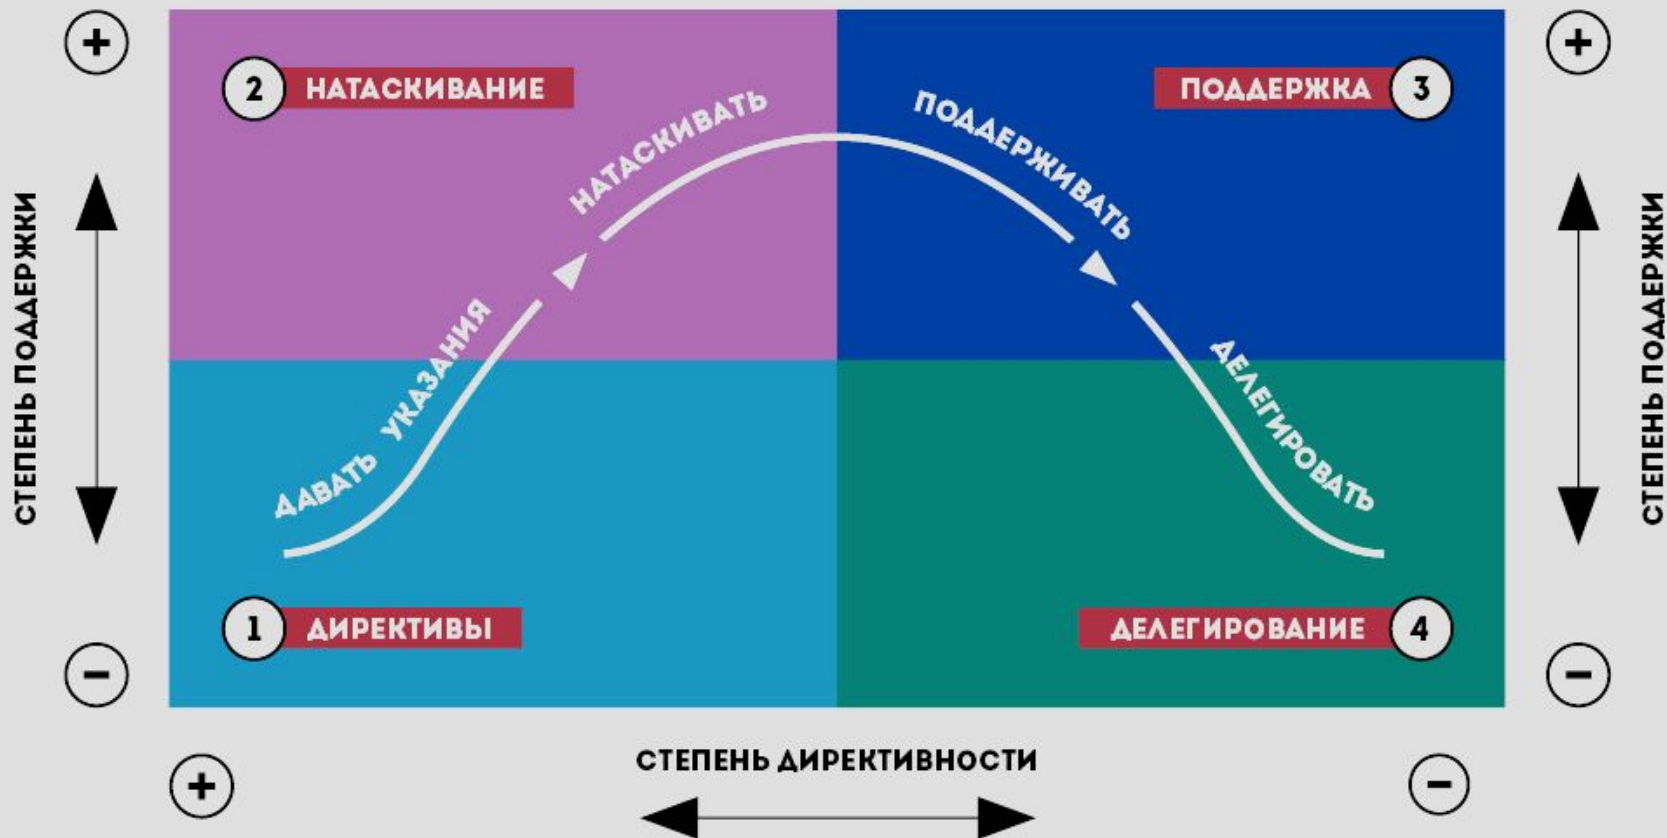 +
+
2 НАТАСКИВАНИЕ
ПОДДЕРЖКА 3
НАТАСКИВАТЬ
ПОДДЕРЖИВАТЬ
СТЕПЕНЬ ПОДДЕРЖКИ
СТЕПЕНЬ ПОДДЕРЖКИ
ДАВАТЬ УКАЗАНИЯ
ДЕЛЕГИРОВАТЬ
1 ДИРЕКТИВЫ
ДЕЛЕГИРОВАНИЕ 4
−
−
СТЕПЕНЬ ДИРЕКТИВНОСТИ
+
−